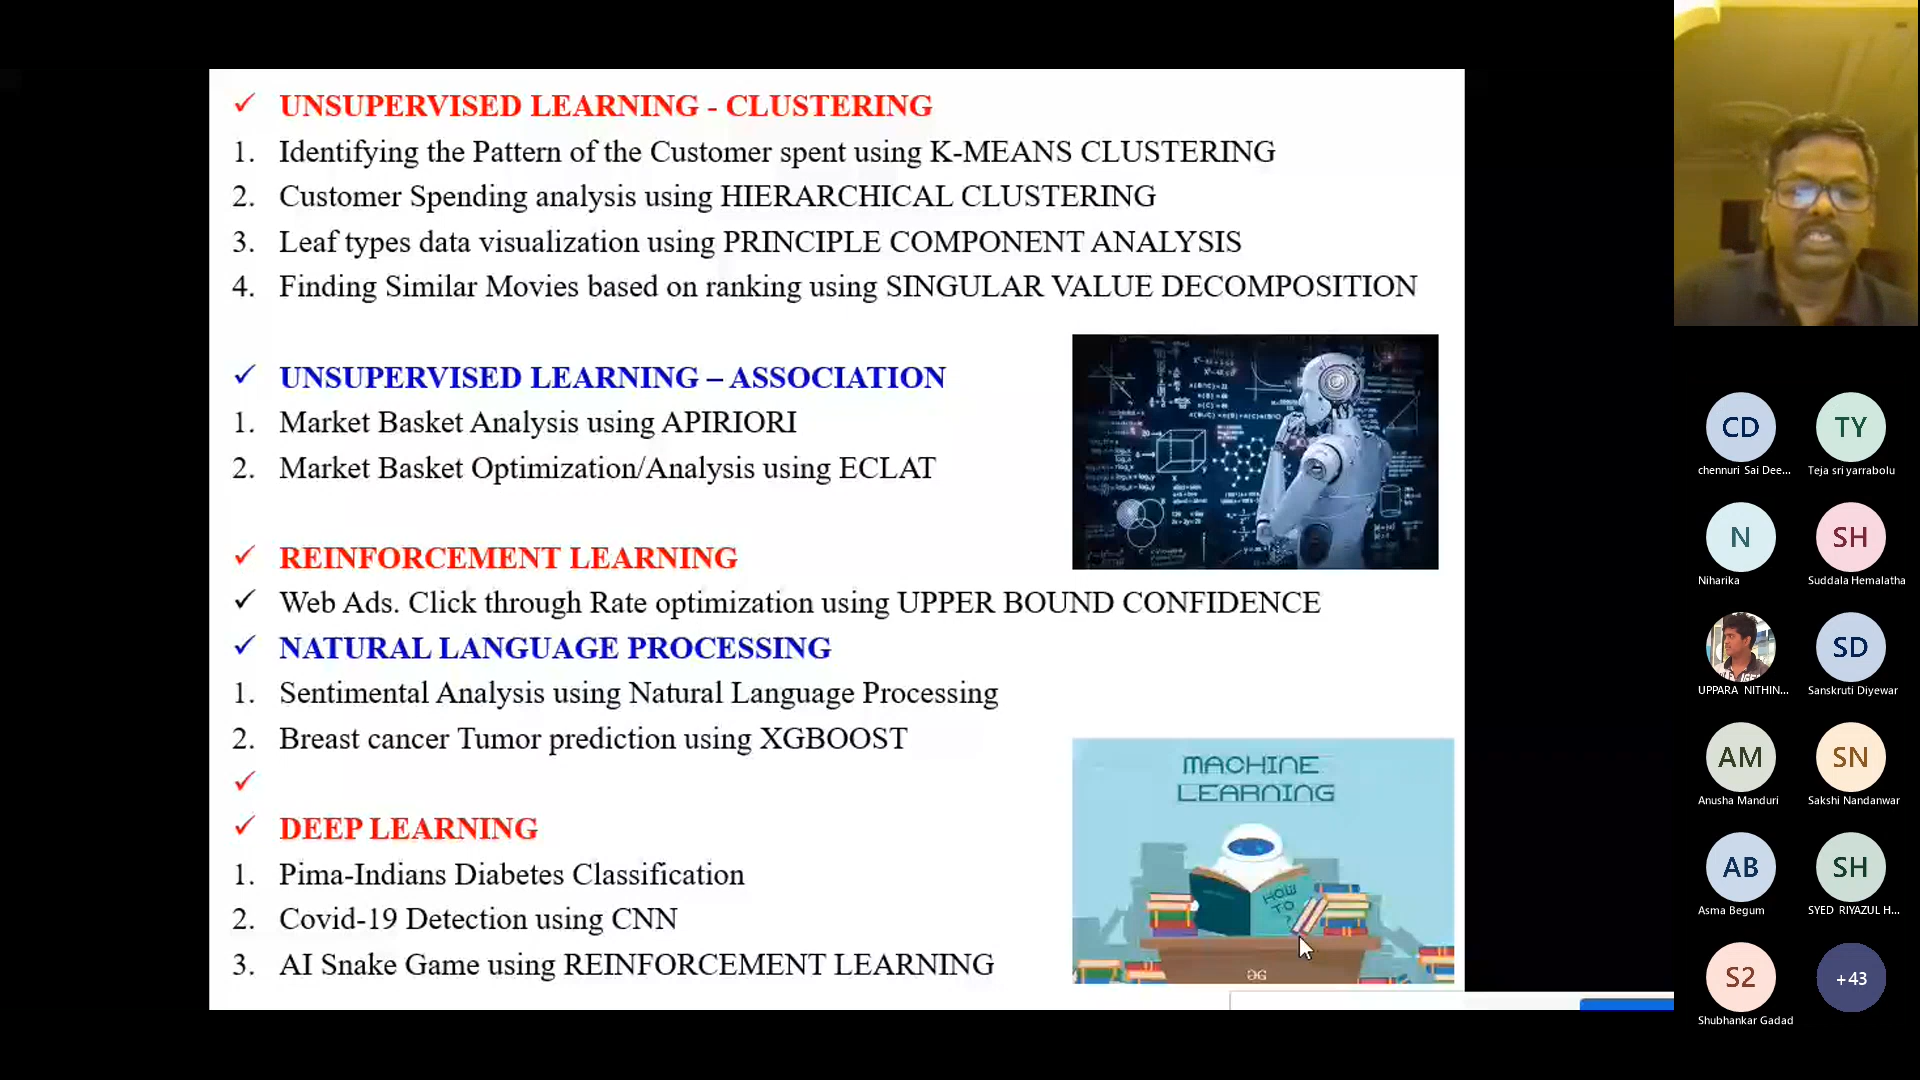 UNSUPERVISED LEARNING - CLUSTERING
1. Identifying the Pattern of the Customer spent using K-MEANS CLUSTERING
2. Customer Spending analysis using HIERARCHICAL CLUSTERING
3. Leaf types data visualization using PRINCIPLE COMPONENT ANALYSIS
4. Finding Similar Movies based on ranking using SINGULAR VALUE DECOMPOSITION
UNSUPERVISED LEARNING – ASSOCIATION
1. Market Basket Analysis using APIRIORI
2. Market Basket Optimization/Analysis using ECLAT
REINFORCEMENT LEARNING
Web Ads. Click through Rate optimization using UPPER BOUND CONFIDENCE
NATURAL LANGUAGE PROCESSING
1. Sentimental Analysis using Natural Language Processing
2. Breast cancer Tumor prediction using XGBOOST
DEEP LEARNING
1. Pima-Indians Diabetes Classification
2. Covid-19 Detection using CNN
3. AI Snake Game using REINFORCEMENT LEARNING
MACHINE
LEARNING
HOW
TO
?
CD
chennuri Sai Dee...
TY
Teja sri yarrabolu
N
Niharika
SH
Suddala Hemalatha
UPPARA NITHIN...
SD
Sanskruti Diyewar
AM
Anusha Manduri
SN
Sakshi Nandanwar
AB
Asma Begum
SH
SYED RIYAZUL H...
S2
Shubhankar Gadad
+43